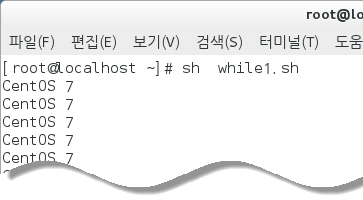 root@lo
파일(F) 편집(E) 보기(V) 검색(S) 터미널(T) 도움
[root@localhost ~]# sh while1.sh
CentOS 7
CentOS 7
CentOS 7
CentOS 7
CentOS 7